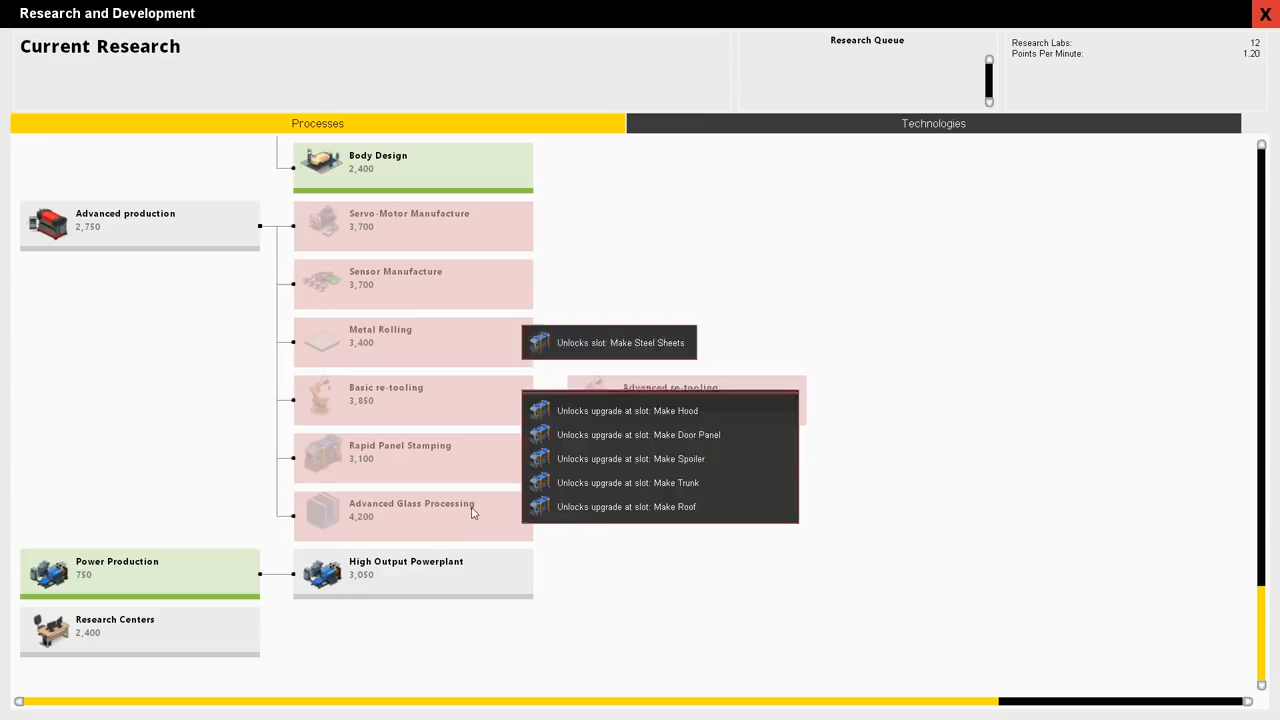 Research and Development
X
Current Research
Research Queue
Research Labs: 12
Points Per Minute: 1.20
Processes
Technologies
Body Design
2,400
Advanced production
2,750
Servo-Motor Manufacture
3,700
Sensor Manufacture
3,700
Metal Rolling
3,400
Unlocks slot: Make Steel Sheets
Basic re-tooling
3,850
Advanced re-tooling
Unlocks upgrade at slot: Make Hood
Unlocks upgrade at slot: Make Door Panel
Unlocks upgrade at slot: Make Spoiler
Unlocks upgrade at slot: Make Trunk
Unlocks upgrade at slot: Make Roof
Rapid Panel Stamping
3,100
Advanced Glass Processing
4,200
Power Production
750
High Output Powerplant
3,050
Research Centers
2,400